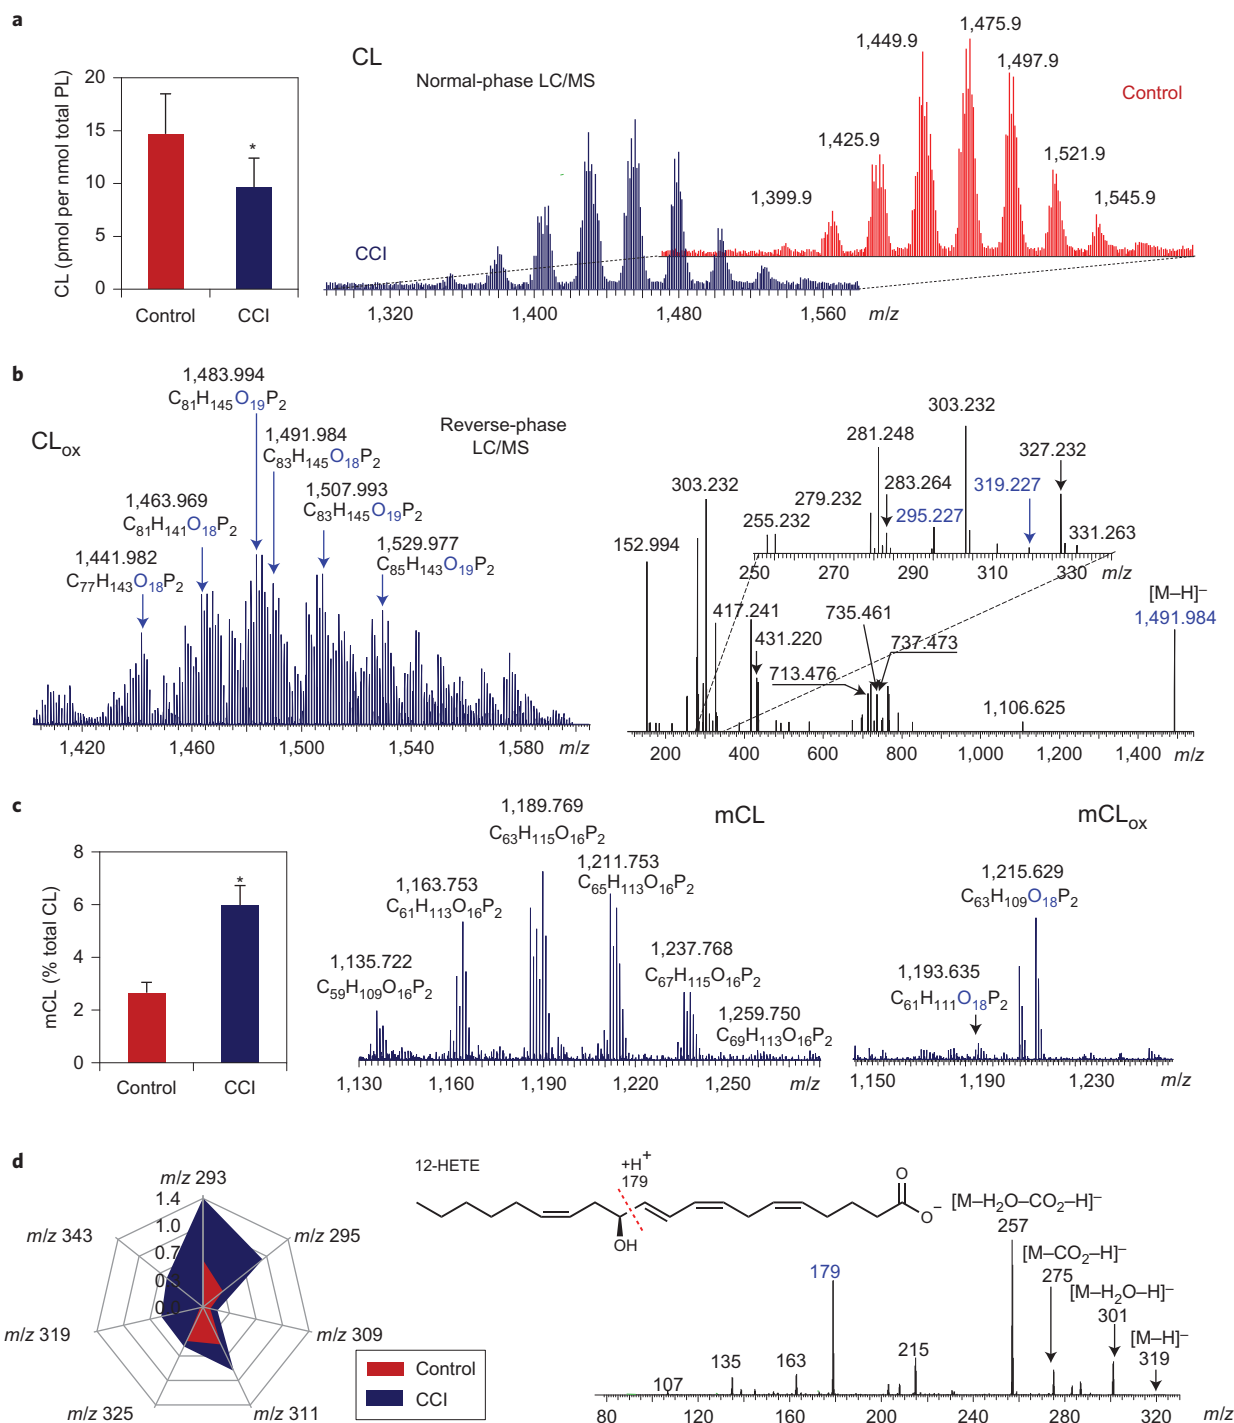 a
CL (pmol per nmol total PL)
20
15
10
5
0
*
Control
CCI
CL
Normal-phase LC/MS
Control
CCI
1,399.9
1,425.9
1,449.9
1,475.9
1,497.9
1,521.9
1,545.9
1,320
1,400
1,480
1,560
m/z
b
CLox
Reverse-phase
LC/MS
1,483.994
C81H145O19P2
1,491.984
C83H145O18P2
1,507.993
C83H145O19P2
1,463.969
C81H141O18P2
1,529.977
C85H143O19P2
1,441.982
C77H143O18P2
1,420
1,460
1,500
1,540
1,580
m/z
152.994
303.232
417.241
431.220
713.476
735.461
737.473
1,106.625
[M–H]–
1,491.984
200
400
600
800
1,000
1,200
1,400
m/z
255.232
279.232
281.248
283.264
295.227
303.232
319.227
327.232
331.263
250
270
290
310
330
m/z
c
mCL (% total CL)
8
6
4
2
0
*
Control
CCI
mCL
1,135.722
C59H109O16P2
1,163.753
C61H113O16P2
1,189.769
C63H115O16P2
1,211.753
C65H113O16P2
1,237.768
C67H115O16P2
1,259.750
C69H113O16P2
1,130
1,160
1,190
1,220
1,250
m/z
mCLox
1,215.629
C63H109O18P2
1,193.635
C61H111O18P2
1,150
1,190
1,230
m/z
d
m/z 293
m/z 295
m/z 309
m/z 311
m/z 325
m/z 319
m/z 343
1.4
1.0
0.7
0.0
Control
CCI
12-HETE
+H+
179
OH
O
O–
[M–H2O–CO2–H]–
257
[M–CO2–H]–
275
[M–H2O–H]–
301
[M–H]–
319
107
135
163
179
215
80
120
160
200
240
280
320
m/z